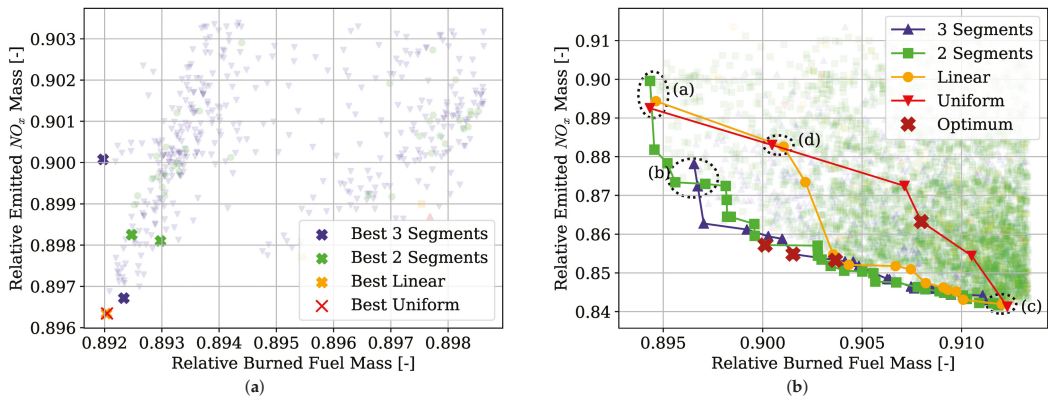 0.903
0.902
0.901
0.900
0.899
0.898
0.897
0.896
Relative Emitted NOx Mass [-]
0.892 0.893 0.894 0.895 0.896 0.897 0.898
Relative Burned Fuel Mass [-]
Best 3 Segments
Best 2 Segments
Best Linear
Best Uniform
(a)
0.91
0.90
0.89
0.88
0.87
0.86
0.85
0.84
Relative Emitted NOx Mass [-]
0.895 0.900 0.905 0.910
Relative Burned Fuel Mass [-]
3 Segments
2 Segments
Linear
Uniform
Optimum
(a)
(d)
(b)
(c)
(b)